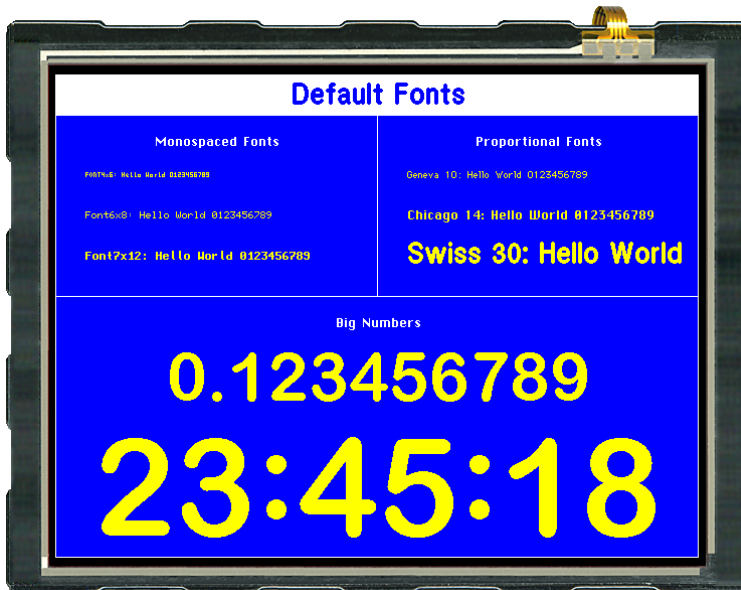 Default Fonts
Monospaced Fonts
FONT4x6: Hello World 0123456789
Font6x8: Hello World 0123456789
Font7x12: Hello World 0123456789
Proportional Fonts
Geneva 10: Hello World 0123456789
Chicago 14: Hello World 0123456789
Swiss 30: Hello World
Big Numbers
0.123456789
23:45:18